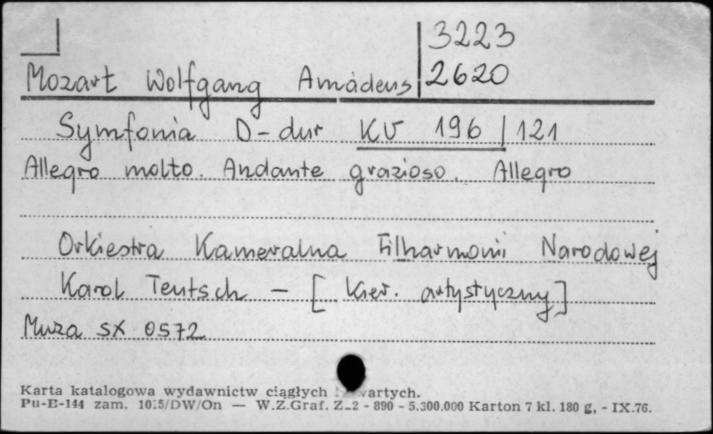 3223
Mozart Wolfgang Amadeus 2620
Symfonia D-dur KV 196/121
Allegro molto. Andante grazioso. Allegro
Orkiestra Kameralna Filharmonii Narodowej
Karol Teutsch - [kier. artystyczny]
Muza SX 0572
Karta katalogowa wydawnictw ciągłych
Pu-E-144 zam. /DW/On — W.Z.Graf. Z-2 - 890 - 5.300.000 Karton 7 kl. 180 g, - IX.76.